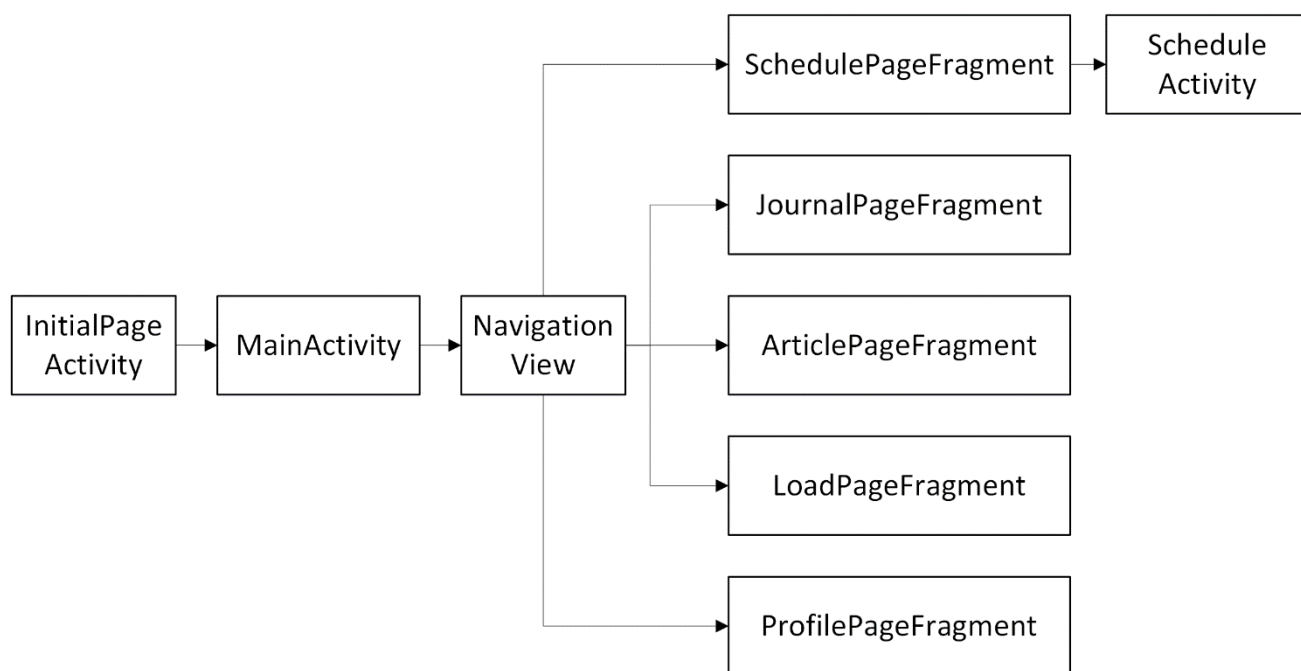 SchedulePageFragment
Schedule
Activity
JournalPageFragment
InitialPage
Activity
MainActivity
Navigation
View
ArticlePageFragment
LoadPageFragment
ProfilePageFragment